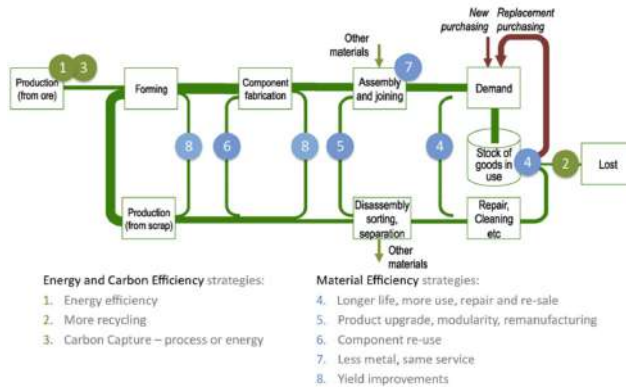 New
purchasing
Replacement
purchasing
Other
materials
1
3
7
Production
(from ore)
Forming
Component
fabrication
Assembly
and joining
Demand
8
6
8
5
4
Stock of
goods in
use
4
2
Lost
Production
(from scrap)
Disassembly
sorting,
separation
Repair,
Cleaning
etc
Other
materials
Energy and Carbon Efficiency strategies:
1. Energy efficiency
2. More recycling
3. Carbon Capture – process or energy
Material Efficiency strategies:
4. Longer life, more use, repair and re-sale
5. Product upgrade, modularity, remanufacturing
6. Component re-use
7. Less metal, same service
8. Yield improvements